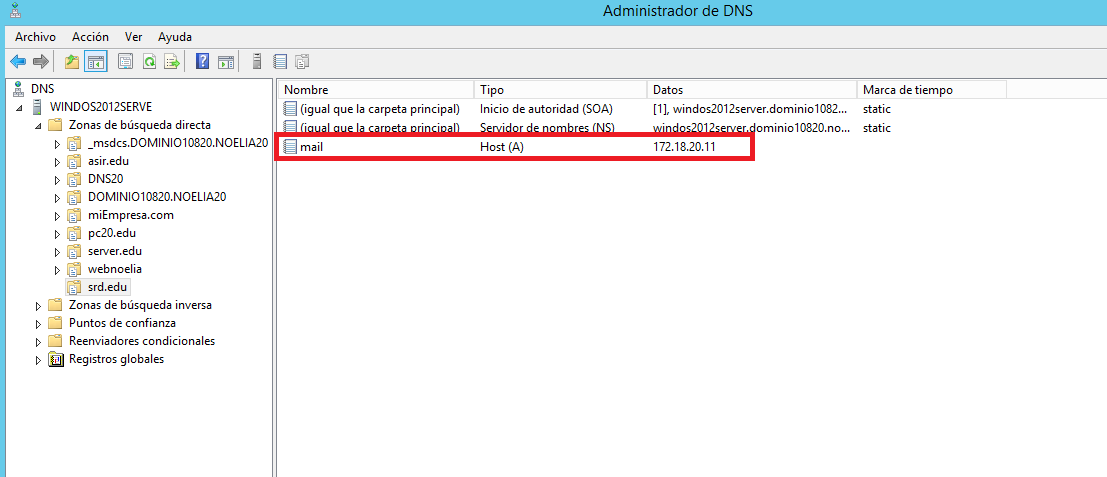 Administrador de DNS
Archivo Acción Ver Ayuda
DNS
WINDOS2012SERVE
Zonas de búsqueda directa
_msdcs.DOMINIO10820.NOELIA20
asir.edu
DNS20
DOMINIO10820.NOELIA20
miEmpresa.com
pc20.edu
server.edu
webnoelia
srd.edu
Zonas de búsqueda inversa
Puntos de confianza
Reenviadores condicionales
Registros globales
Nombre Tipo Datos Marca de tiempo
(igual que la carpeta principal) Inicio de autoridad (SOA) [1], windos2012server.dominio1082... static
(igual que la carpeta principal) Servidor de nombres (NS) windos2012server.dominio10820.no... static
mail Host (A) 172.18.20.11